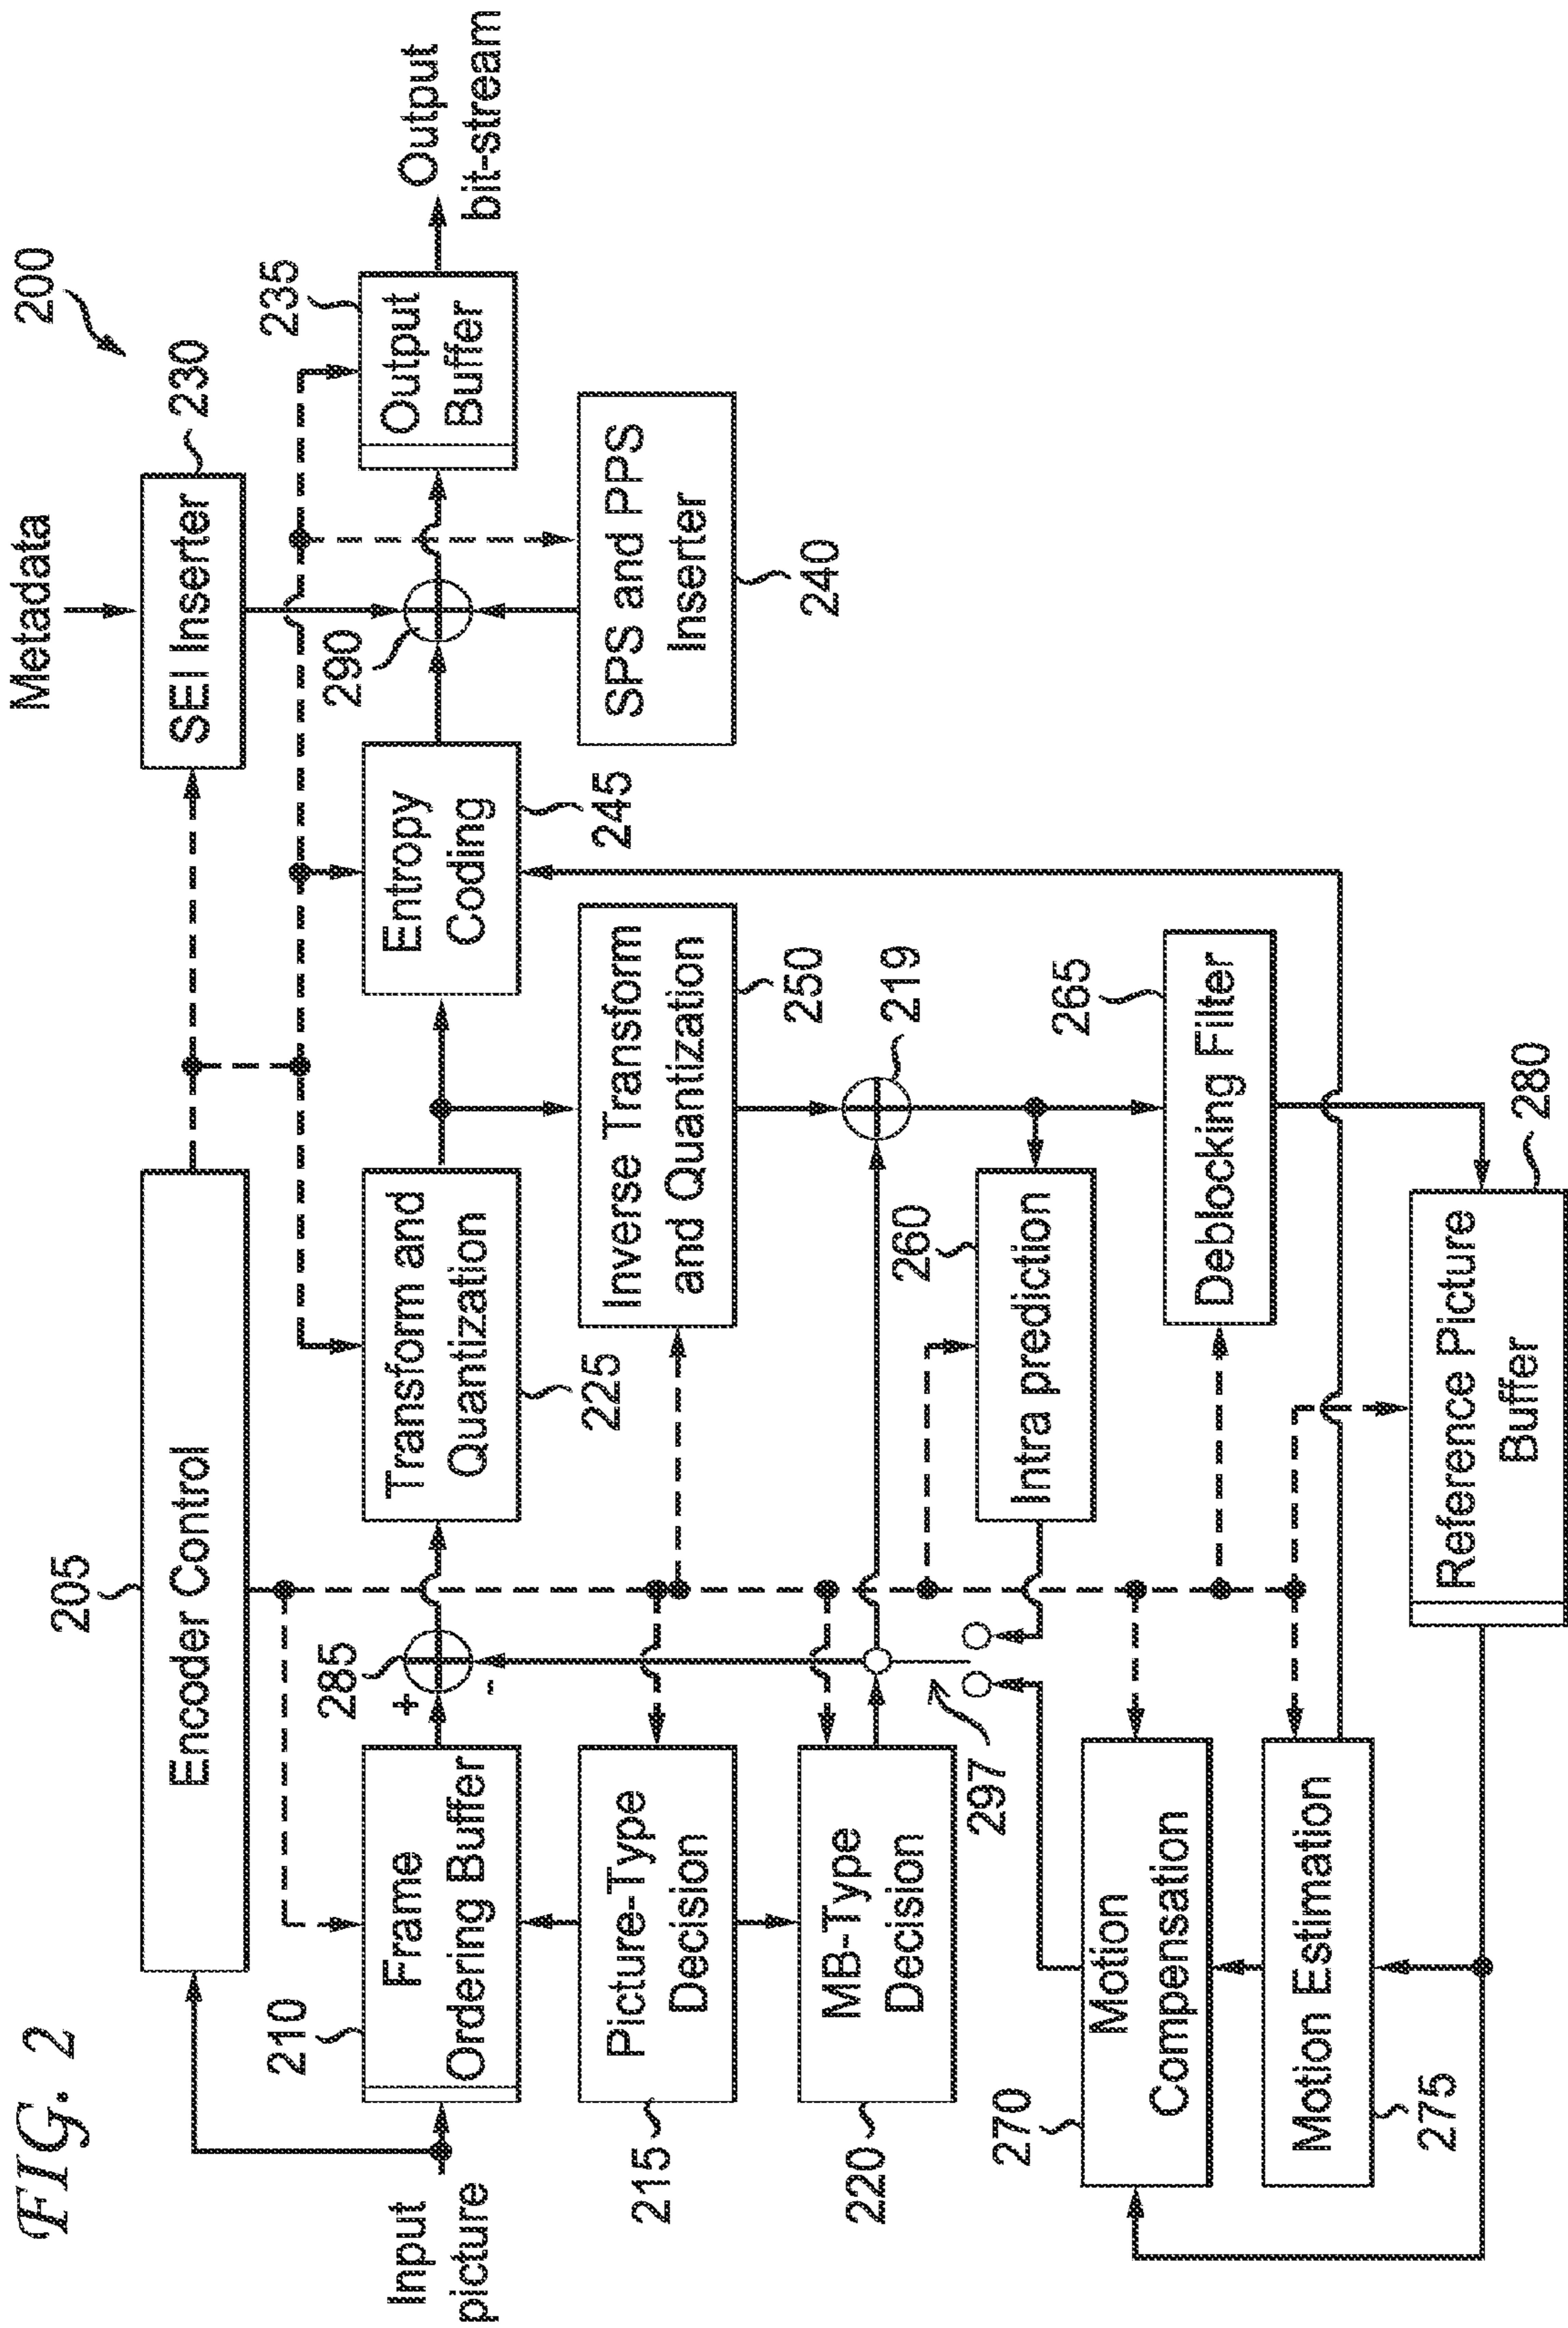 FIG. 2
200
Metadata
205
Encoder Control
SEI Inserter
230
235
210
285
+
-
290
Input
picture
Frame
Ordering Buffer
Transform and
Quantization
225
Entropy
Coding
245
Output
Buffer
Output
bit-stream
215
Picture-Type
Decision
Inverse Transform
and Quantization
250
SPS and PPS
Inserter
240
220
MB-Type
Decision
219
297
260
Intra prediction
270
Motion
Compensation
265
Deblocking Filter
Motion Estimation
275
Reference Picture
Buffer
280